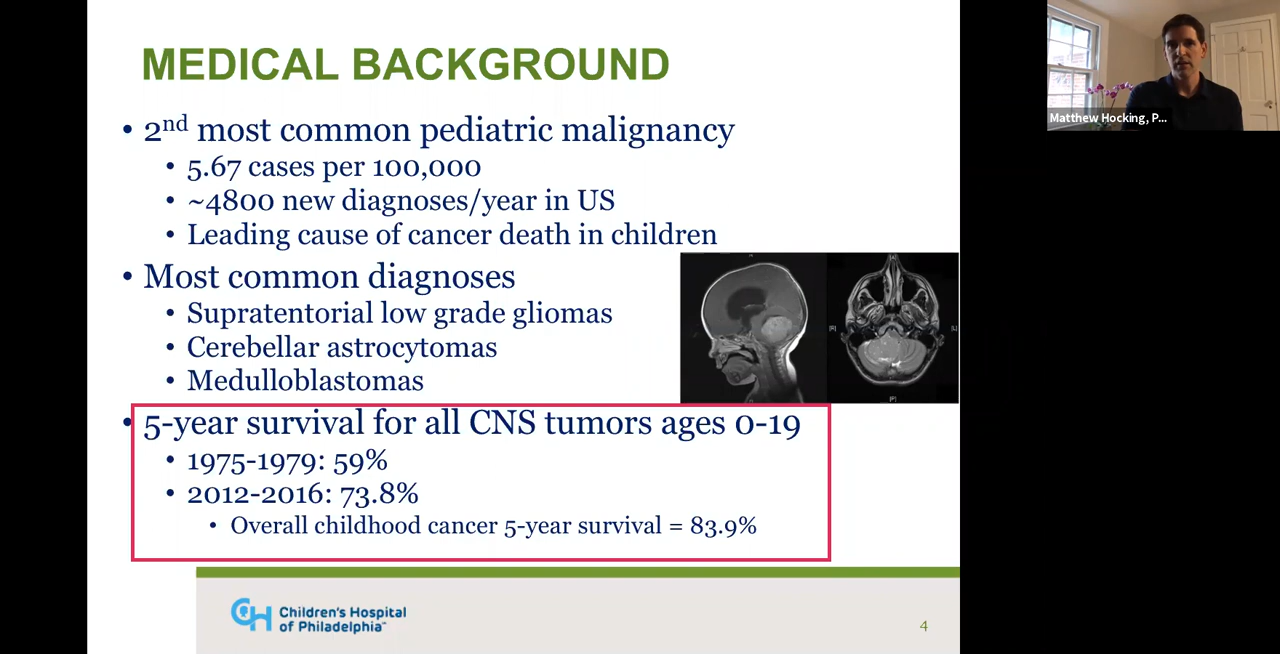 MEDICAL BACKGROUND
• 2nd most common pediatric malignancy
• 5.67 cases per 100,000
• ~4800 new diagnoses/year in US
• Leading cause of cancer death in children
• Most common diagnoses
• Supratentorial low grade gliomas
• Cerebellar astrocytomas
• Medulloblastomas
• 5-year survival for all CNS tumors ages 0-19
• 1975-1979: 59%
• 2012-2016: 73.8%
• Overall childhood cancer 5-year survival = 83.9%
[R]
[R]
[L]
[P]
CH Children's Hospital
of Philadelphia™
4
Matthew Hocking, P...